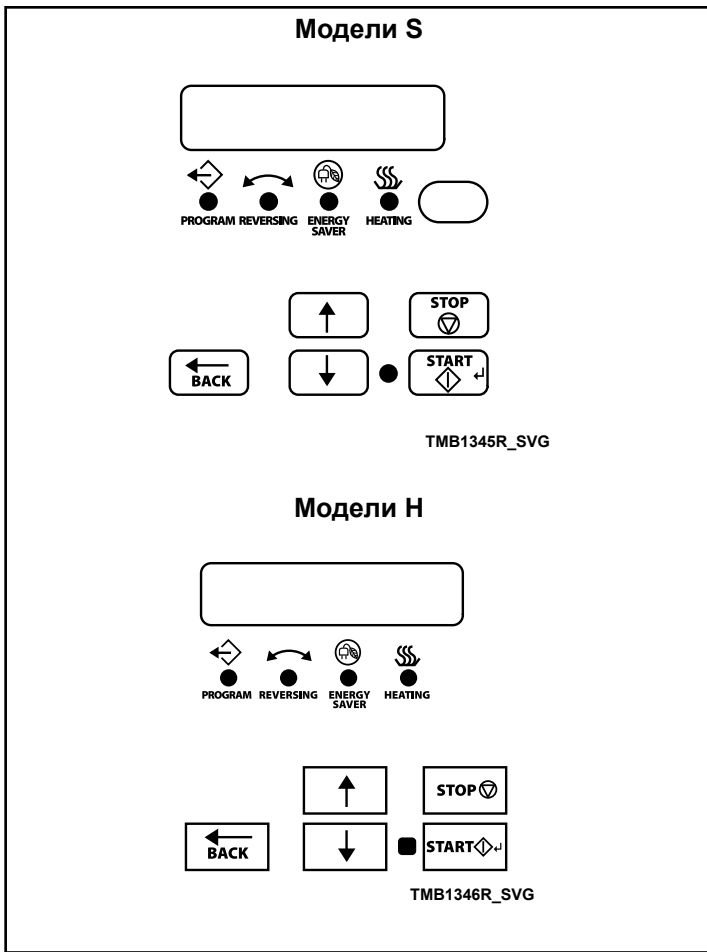 Модели S
PROGRAM REVERSING ENERGY SAVER HEATING
STOP
BACK
START
TMB1345R_SVG
Модели H
PROGRAM REVERSING ENERGY SAVER HEATING
STOP
BACK
START
TMB1346R_SVG